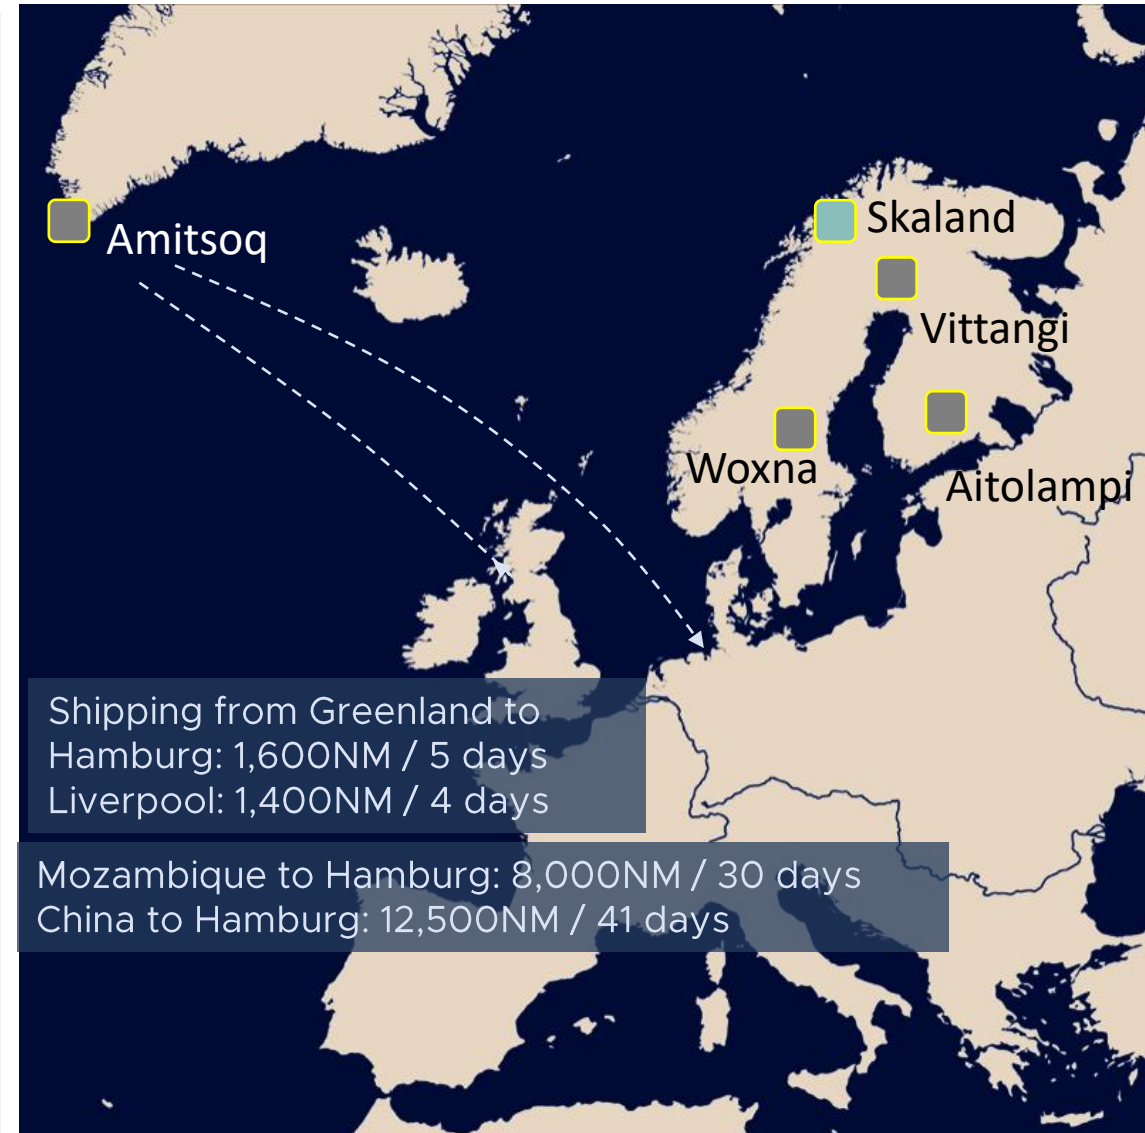 Amitsoq
Skaland
Vittangi
Woxna
Aitolampi
Shipping from Greenland to
Hamburg: 1,600NM / 5 days
Liverpool: 1,400NM / 4 days
Mozambique to Hamburg: 8,000NM / 30 days
China to Hamburg: 12,500NM / 41 days